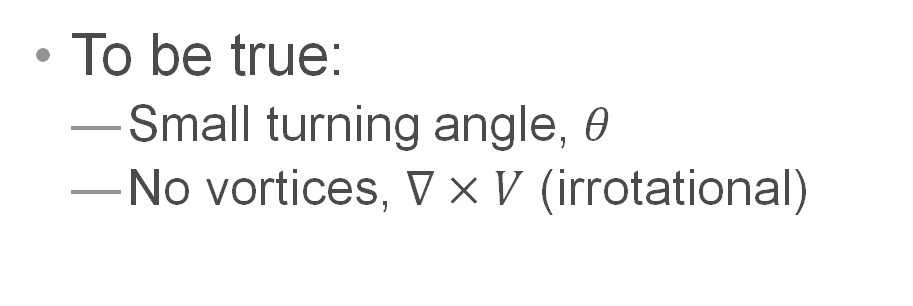 • To be true:
— Small turning angle, θ
— No vortices, ∇ × V (irrotational)